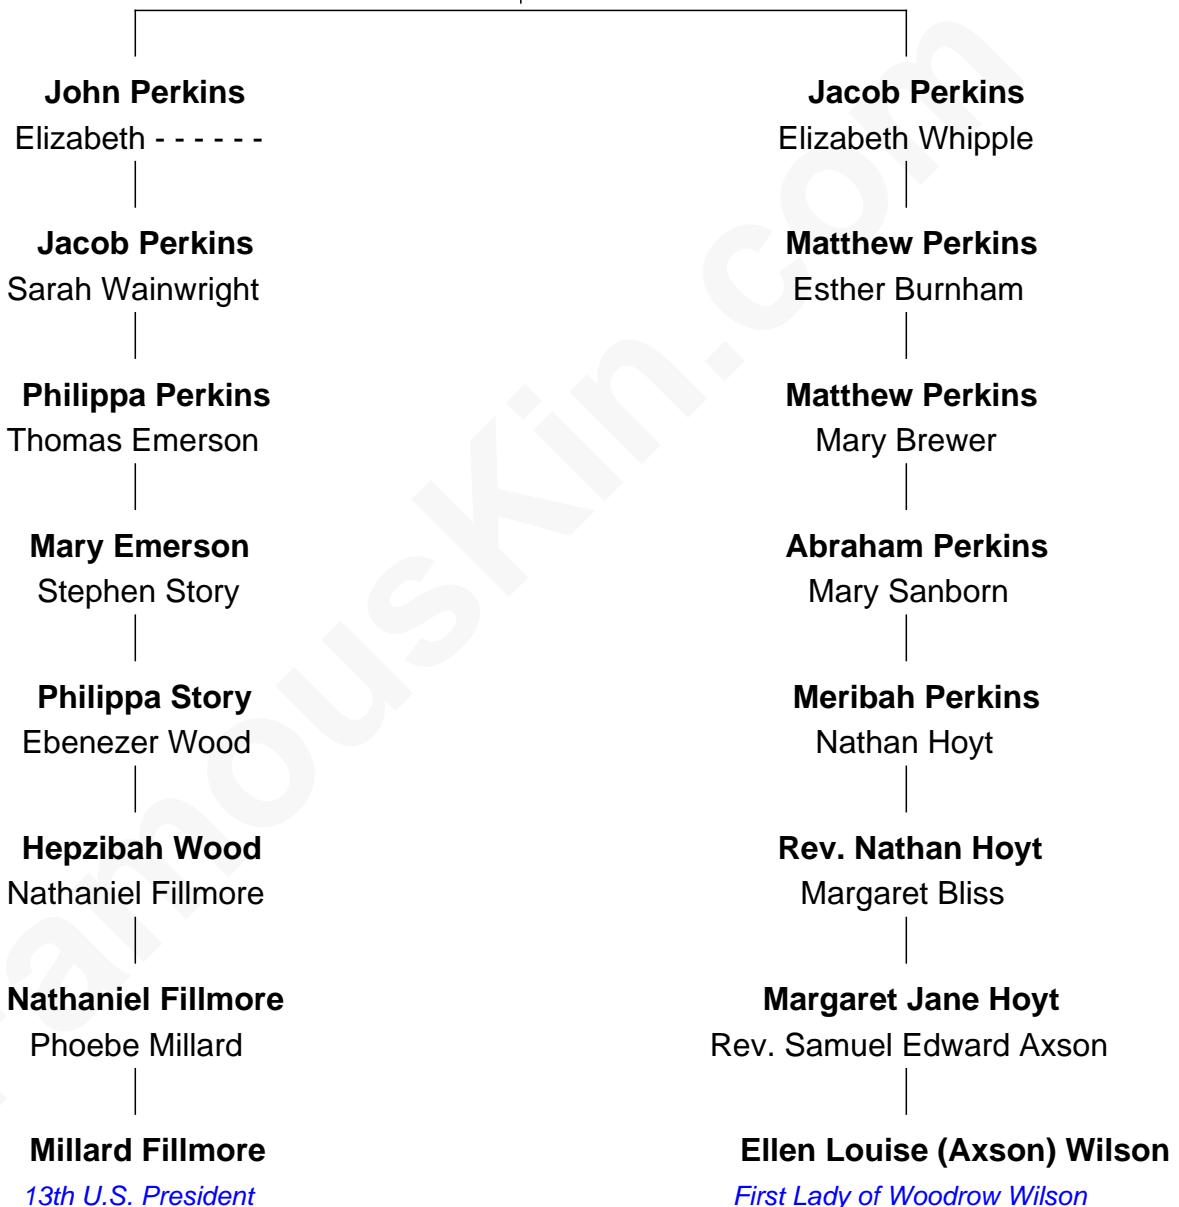 John Perkins
Elizabeth - - - - - -
Jacob Perkins
Sarah Wainwright
Philippa Perkins
Thomas Emerson
Mary Emerson
Stephen Story
Philippa Story
Ebenezer Wood
Hepzibah Wood
Nathaniel Fillmore
Nathaniel Fillmore
Phoebe Millard
Millard Fillmore
13th U.S. President
Jacob Perkins
Elizabeth Whipple
Matthew Perkins
Esther Burnham
Matthew Perkins
Mary Brewer
Abraham Perkins
Mary Sanborn
Meribah Perkins
Nathan Hoyt
Rev. Nathan Hoyt
Margaret Bliss
Margaret Jane Hoyt
Rev. Samuel Edward Axson
Ellen Louise (Axson) Wilson
First Lady of Woodrow Wilson
FamousKin.com